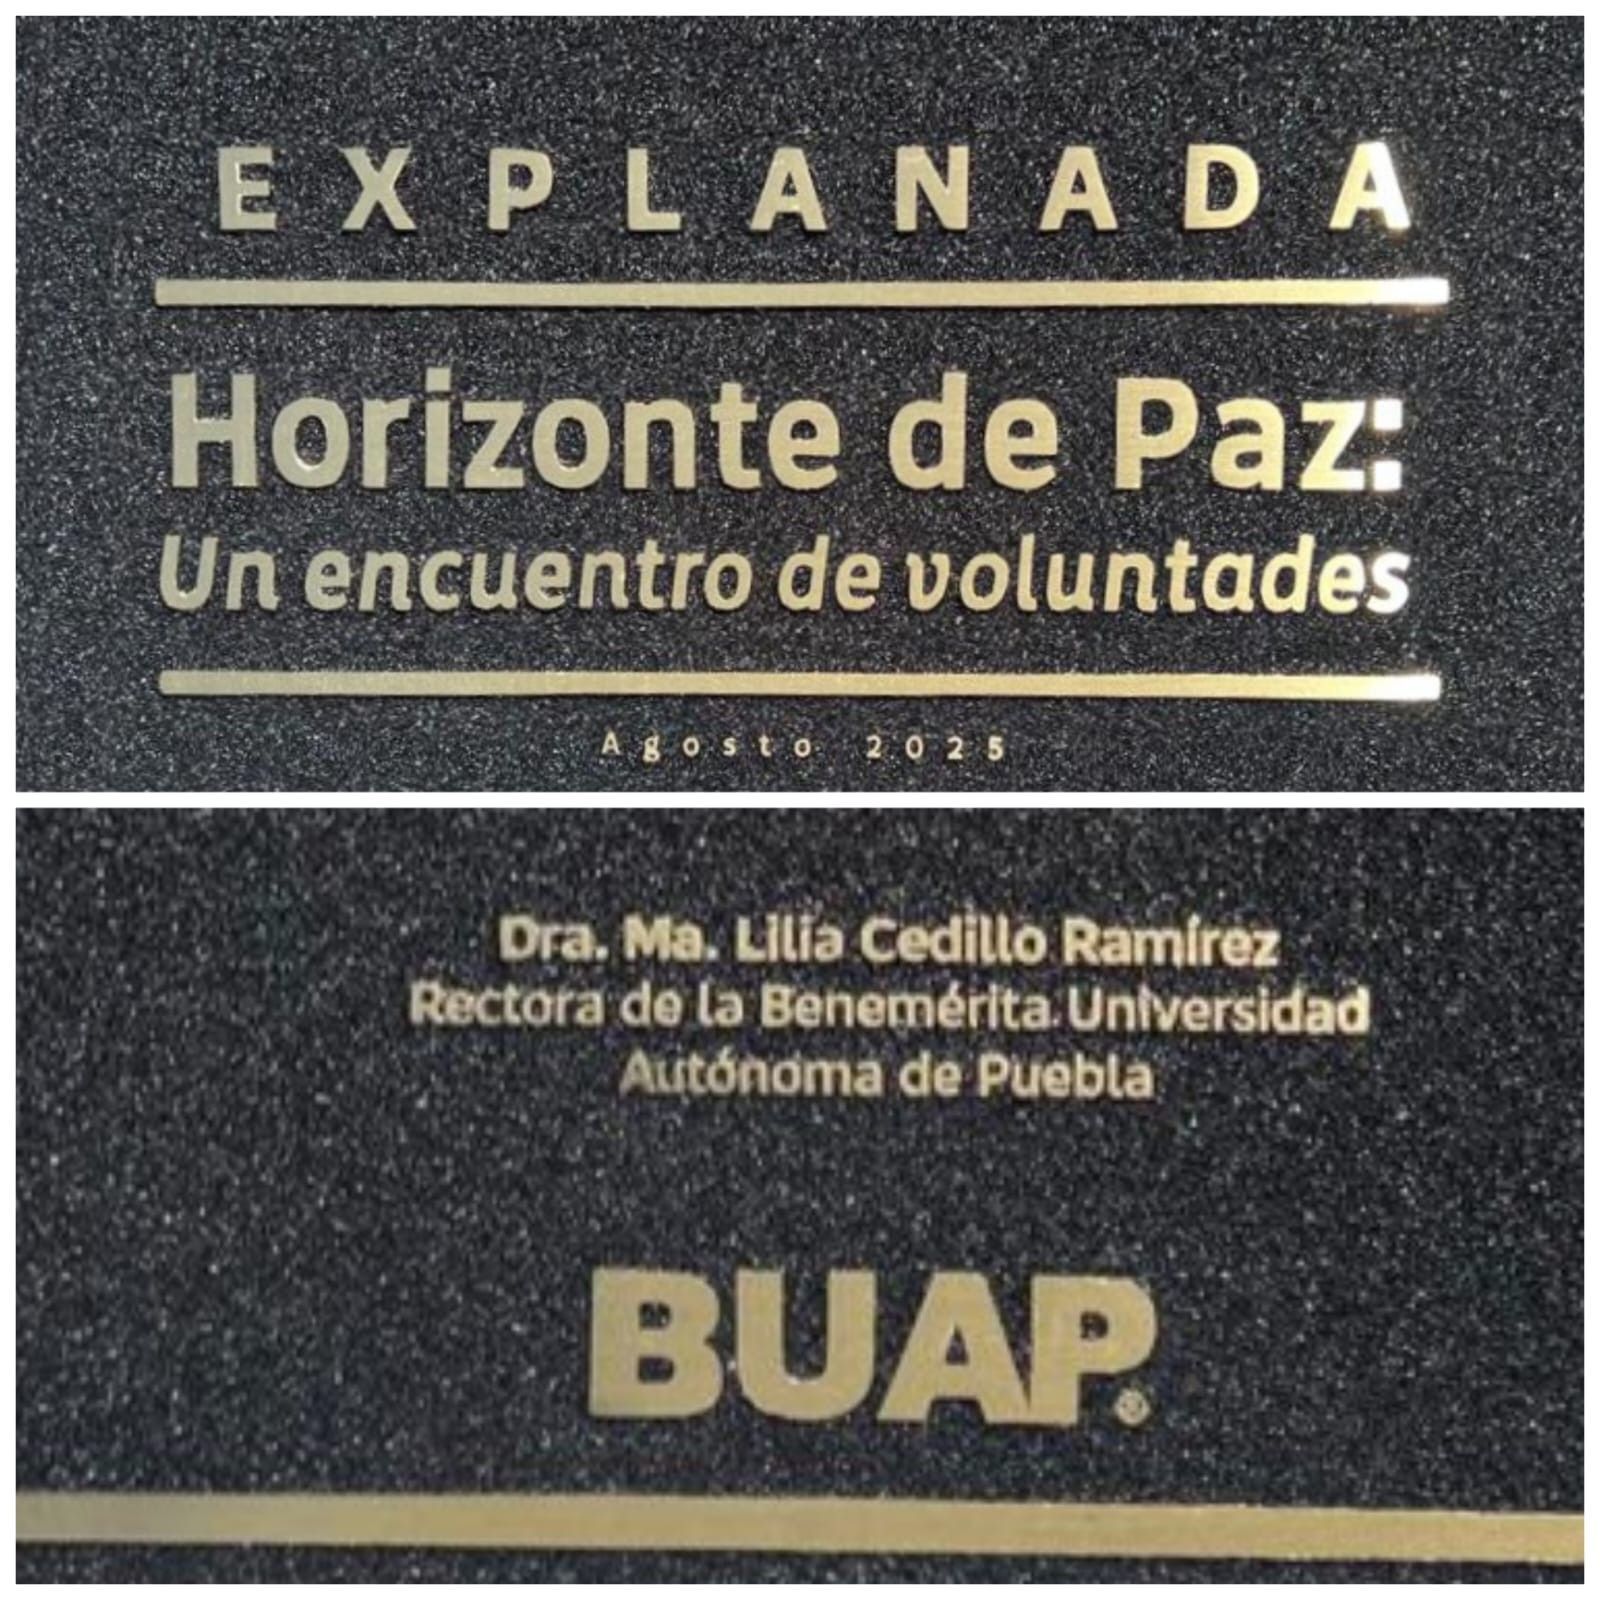 EXPLANADA
Horizonte de Paz:
Un encuentro de voluntades
Agosto 2025
Dra. Ma. Lilia Cedillo Ramírez
Rectora de la Benemérita Universidad
Autónoma de Puebla
BUAP®